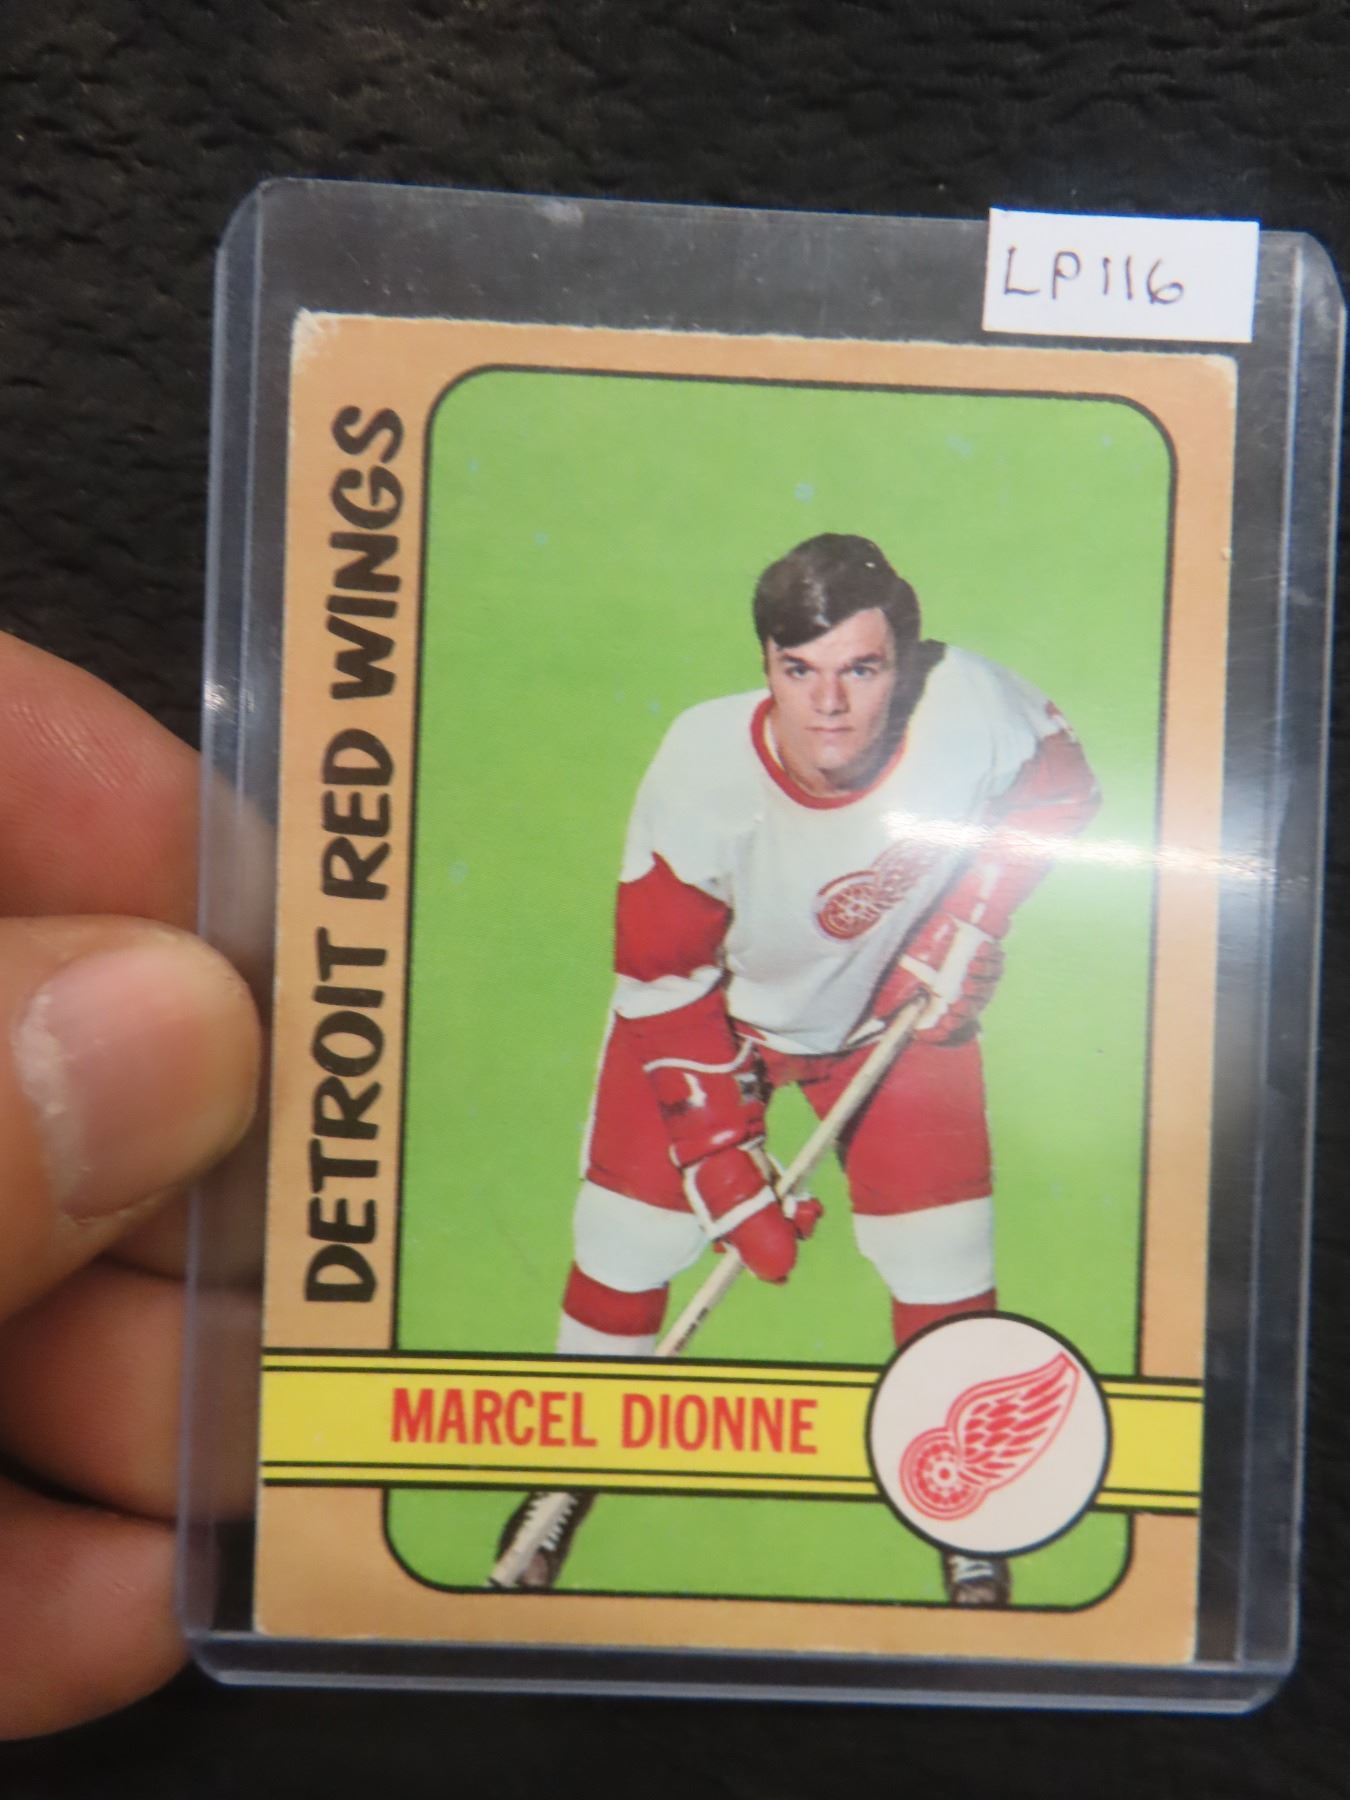 LP116
DETROIT RED WINGS
MARCEL DIONNE